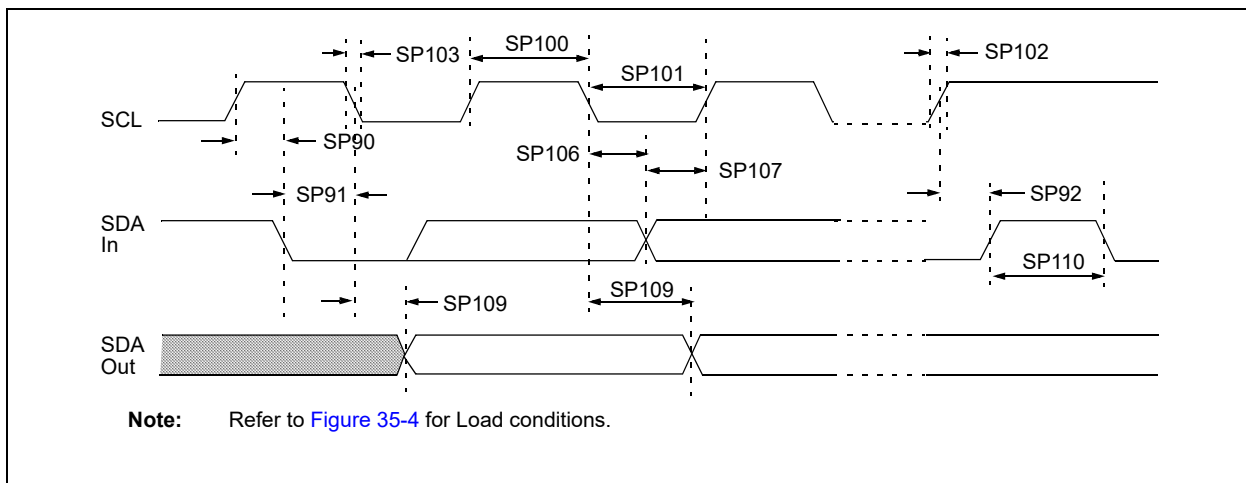 SP103
SP100
SP101
SP102
SCL
SP90
SP106
SP107
SP91
SP92
SDA
In
SP110
SP109
SP109
SDA
Out
Note: Refer to Figure 35-4 for Load conditions.